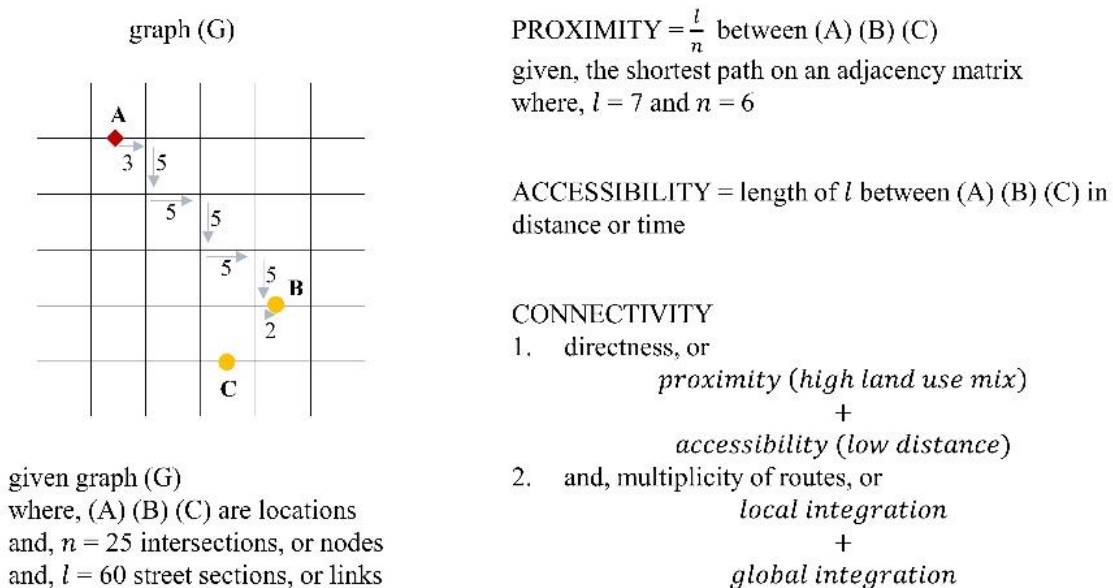 graph (G)
A
3
5
5
5
5
5
B
2
C
given graph (G)
where, (A) (B) (C) are locations
and, n = 25 intersections, or nodes
and, l = 60 street sections, or links
PROXIMITY = l/n between (A) (B) (C)
given, the shortest path on an adjacency matrix
where, l = 7 and n = 6
ACCESSIBILITY = length of l between (A) (B) (C) in
distance or time
CONNECTIVITY
1. directness, or
proximity (high land use mix)
+
accessibility (low distance)
2. and, multiplicity of routes, or
local integration
+
global integration